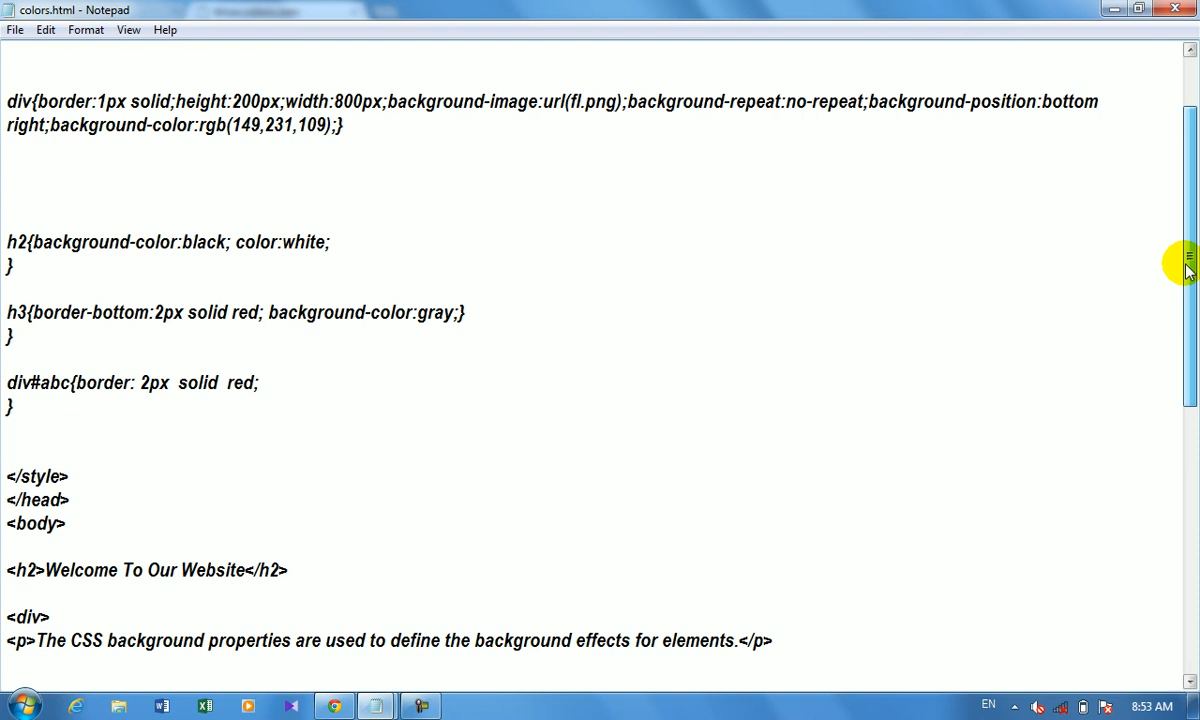 colors.html - Notepad
File Edit Format View Help
div{border:1px solid;height:200px;width:800px;background-image:url(fl.png);background-repeat:no-repeat;background-position:bottom
right;background-color:rgb(149,231,109);}
h2{background-color:black; color:white;
}
h3{border-bottom:2px solid red; background-color:gray;}
}
div#abc{border: 2px  solid  red;
}
</style>
</head>
<body>
<h2>Welcome To Our Website</h2>
<div>
<p>The CSS background properties are used to define the background effects for elements.</p>
EN 8:53 AM